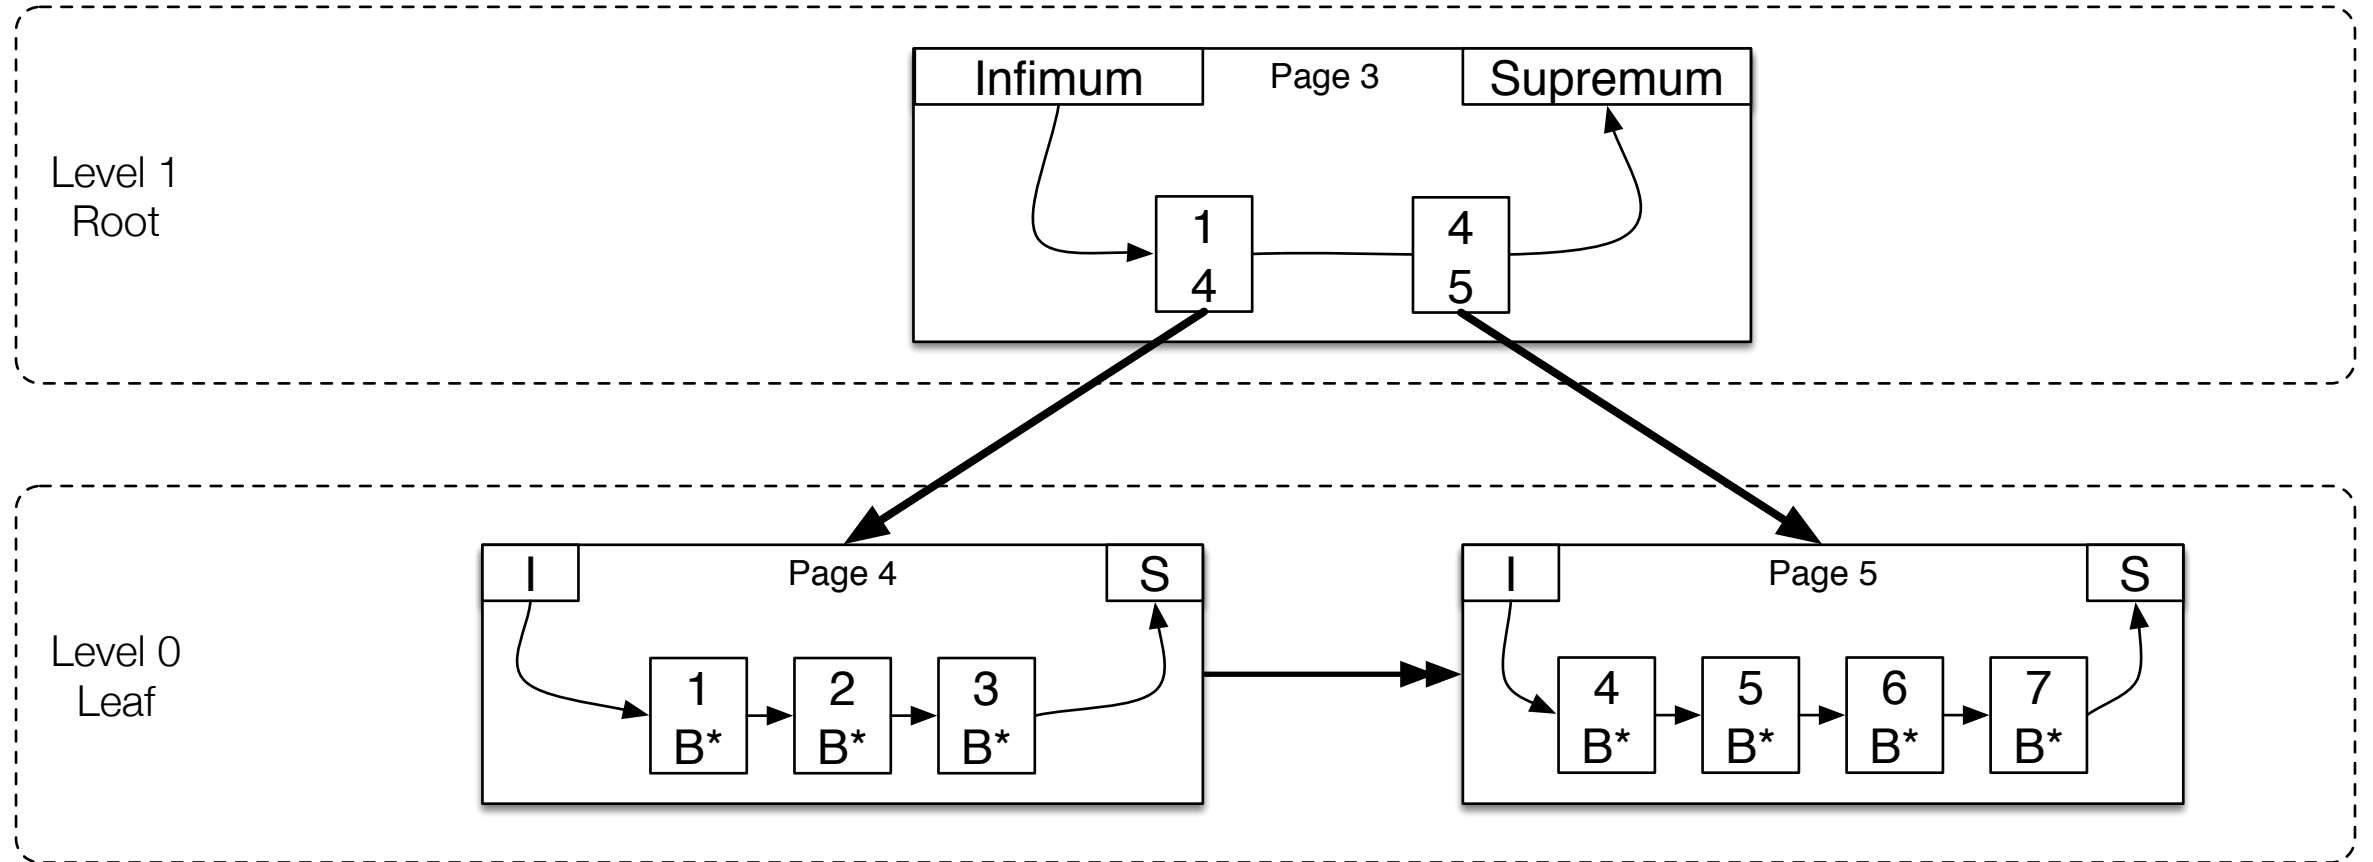 Infimum
Page 3
Supremum
Level 1
Root
1
4
4
5
Level 0
Leaf
I
Page 4
S
1
B*
2
B*
3
B*
I
Page 5
S
4
B*
5
B*
6
B*
7
B*